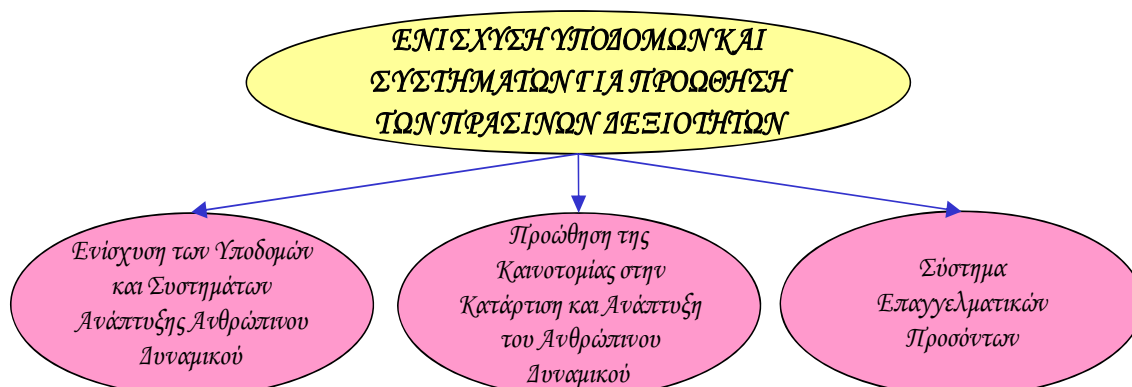 ΕΝΙΣΧΥΣΗ ΥΠΟΔΟΜΩΝ ΚΑΙ
ΣΥΣΤΗΜΑΤΩΝ ΓΙΑ ΠΡΟΩΘΗΣΗ
ΤΩΝ ΠΡΑΣΙΝΩΝ ΔΕΞΙΟΤΗΤΩΝ
Ενίσχυση των Υποδομών
και Συστημάτων
Ανάπτυξης Ανθρώπινου
Δυναμικού
Προώθηση της
Καινοτομίας στην
Κατάρτιση και Ανάπτυξη
του Ανθρώπινου
Δυναμικού
Σύστημα
Επαγγελματικών
Προσόντων